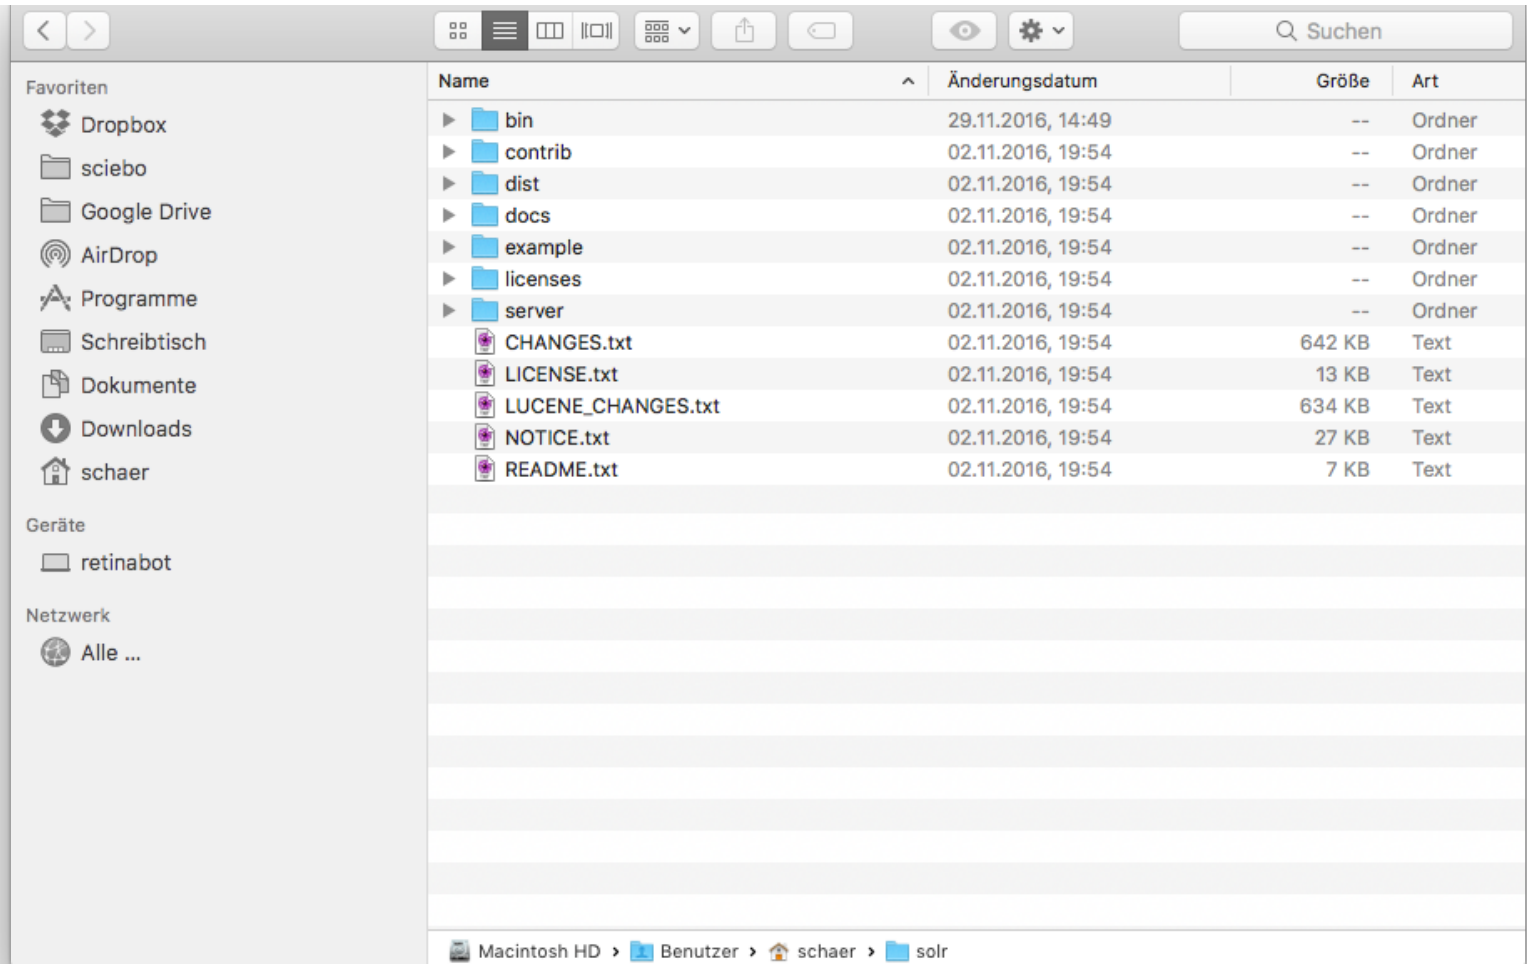 Suchen
Favoriten
Dropbox
sciebo
Google Drive
AirDrop
Programme
Schreibtisch
Dokumente
Downloads
schaer
Geräte
retinabot
Netzwerk
Alle ...
Name Änderungsdatum Größe Art
bin 29.11.2016, 14:49 -- Ordner
contrib 02.11.2016, 19:54 -- Ordner
dist 02.11.2016, 19:54 -- Ordner
docs 02.11.2016, 19:54 -- Ordner
example 02.11.2016, 19:54 -- Ordner
licenses 02.11.2016, 19:54 -- Ordner
server 02.11.2016, 19:54 -- Ordner
CHANGES.txt 02.11.2016, 19:54 642 KB Text
LICENSE.txt 02.11.2016, 19:54 13 KB Text
LUCENE_CHANGES.txt 02.11.2016, 19:54 634 KB Text
NOTICE.txt 02.11.2016, 19:54 27 KB Text
README.txt 02.11.2016, 19:54 7 KB Text
Macintosh HD › Benutzer › schaer › solr